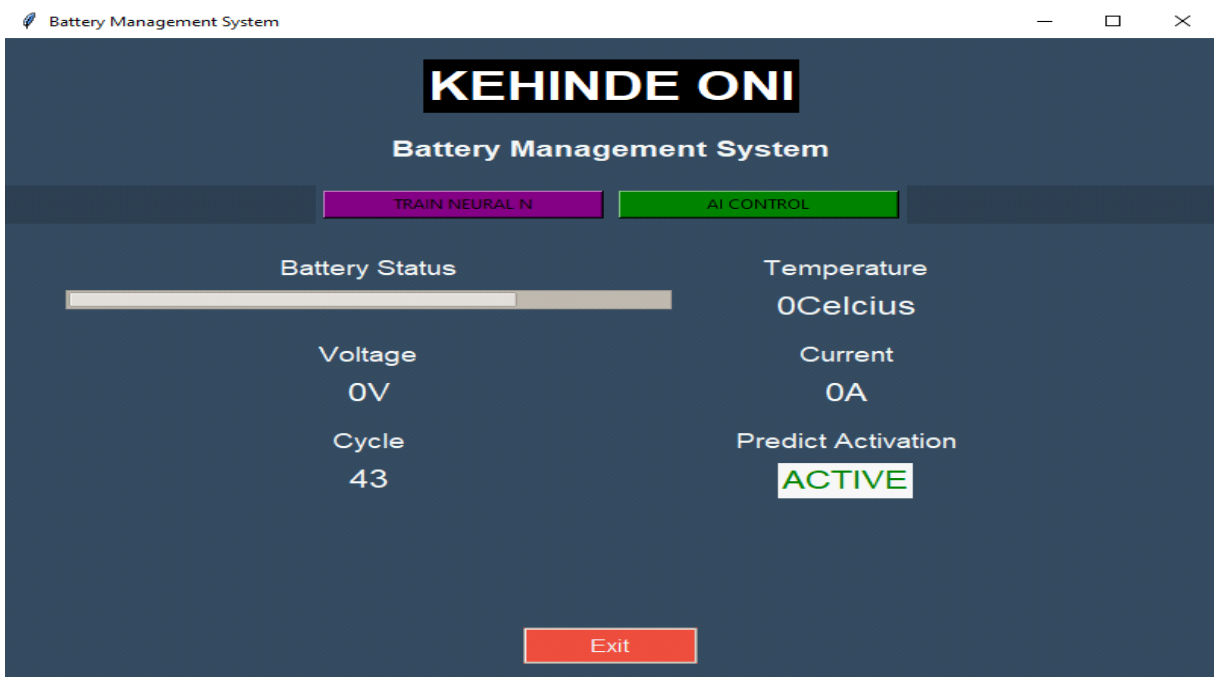 Battery Management System
KEHINDE ONI
Battery Management System
TRAIN NEURAL N
AI CONTROL
Battery Status
Temperature
0Celcius
Voltage
Current
0V
0A
Cycle
Predict Activation
43
ACTIVE
Exit